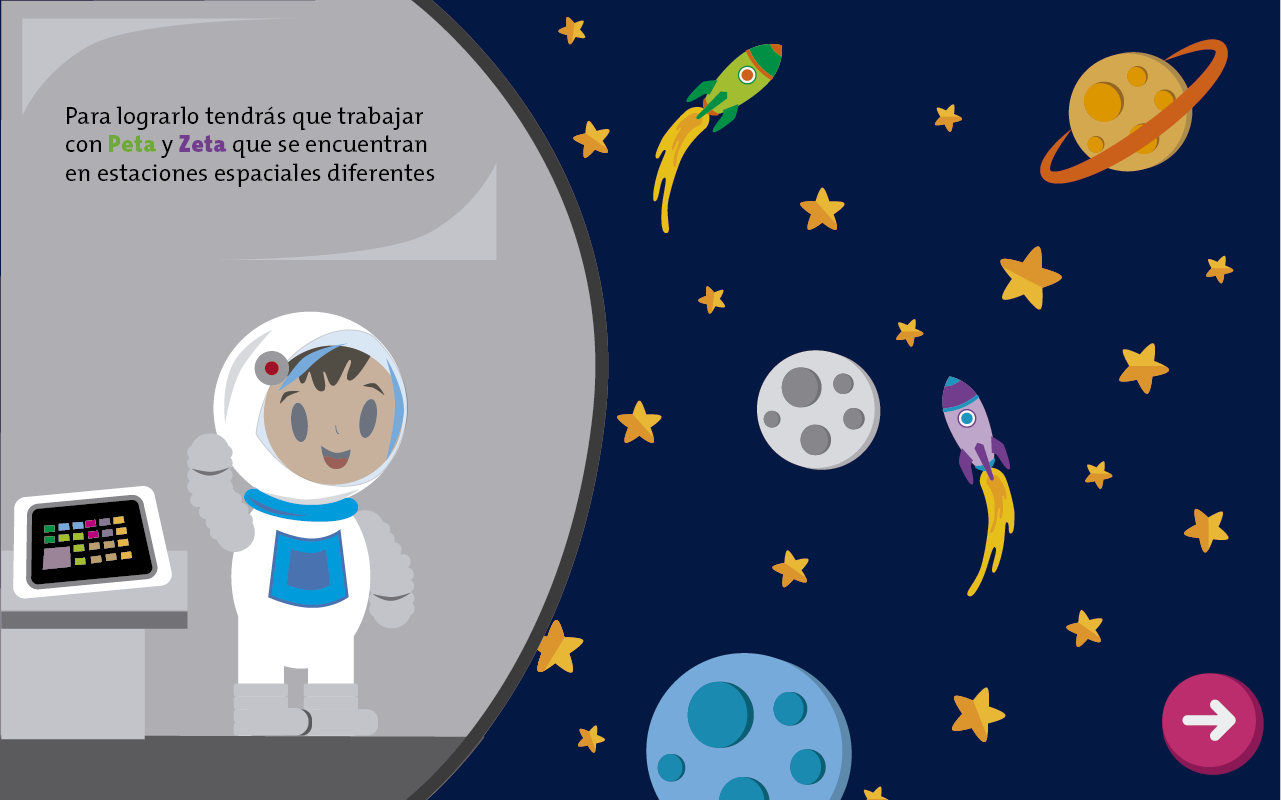 Para lograrlo tendrás que trabajar
con Peta y Zeta que se encuentran
en estaciones espaciales diferentes